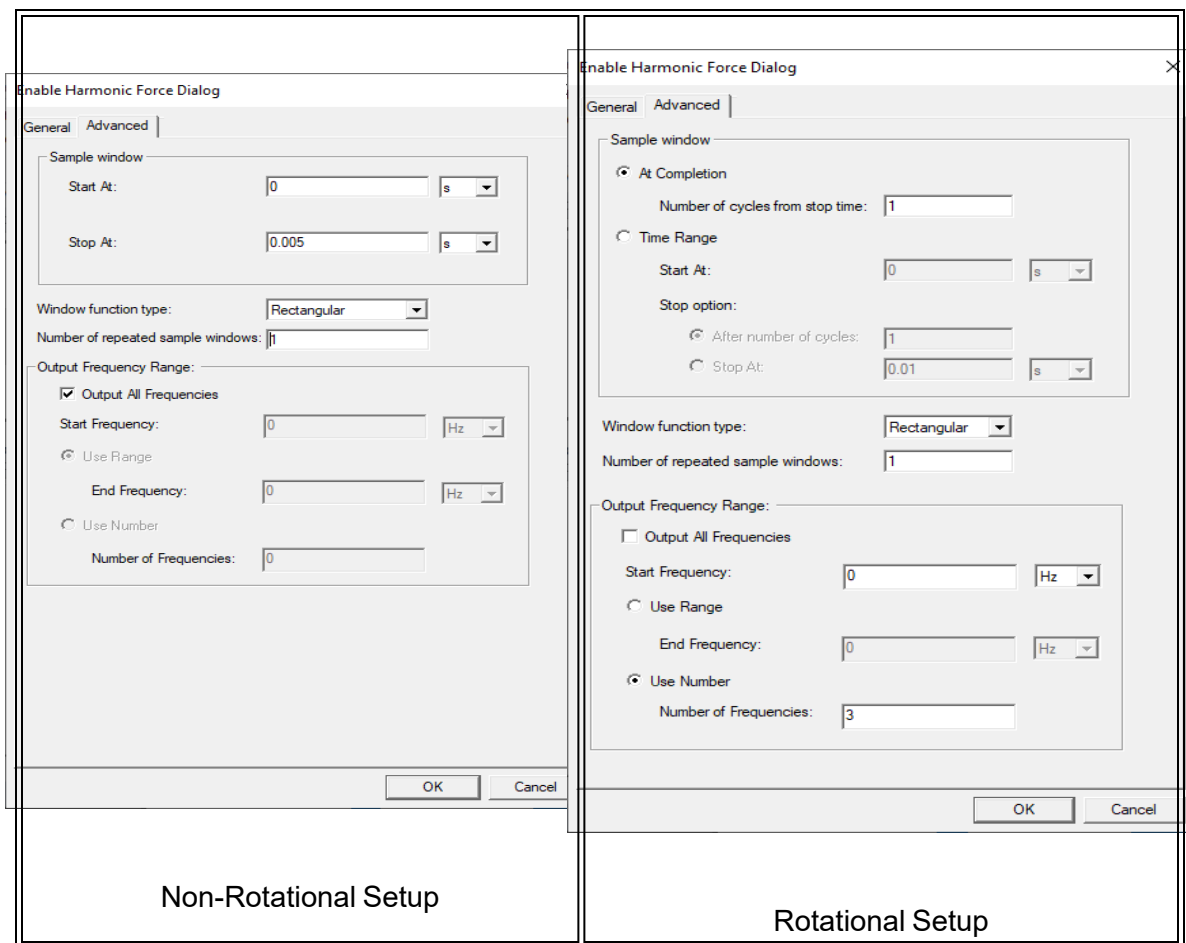 Enable Harmonic Force Dialog
General Advanced
Sample window
Start At: 0 s
Stop At: 0.005 s
Window function type: Rectangular
Number of repeated sample windows: 1
Output Frequency Range:
Output All Frequencies
Start Frequency: 0 Hz
Use Range
End Frequency: 0 Hz
Use Number
Number of Frequencies: 0
OK Cancel
Non-Rotational Setup
Enable Harmonic Force Dialog
General Advanced
Sample window
At Completion
Number of cycles from stop time: 1
Time Range
Start At: 0 s
Stop option:
After number of cycles: 1
Stop At: 0.01 s
Window function type: Rectangular
Number of repeated sample windows: 1
Output Frequency Range:
Output All Frequencies
Start Frequency: 0 Hz
Use Range
End Frequency: 0 Hz
Use Number
Number of Frequencies: 3
OK Cancel
Rotational Setup